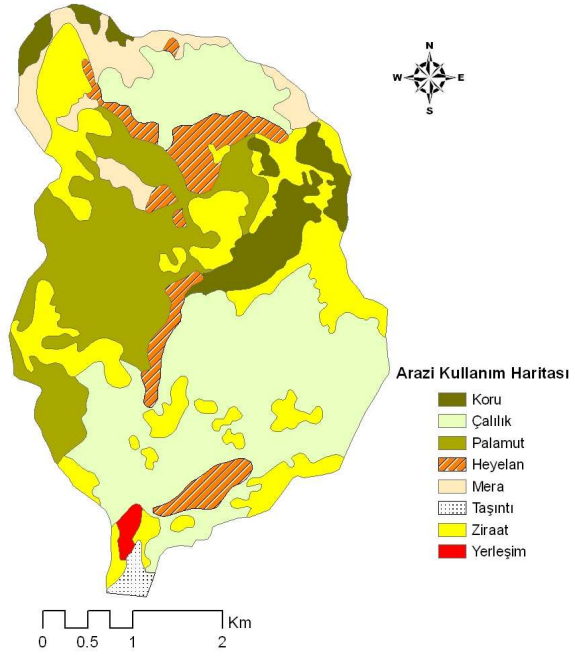 N
W E
S
Arazi Kullanım Haritası
Koru
Çalılık
Palamut
Heyelan
Mera
Taşıntı
Ziraat
Yerleşim
Km
0 0.5 1 2